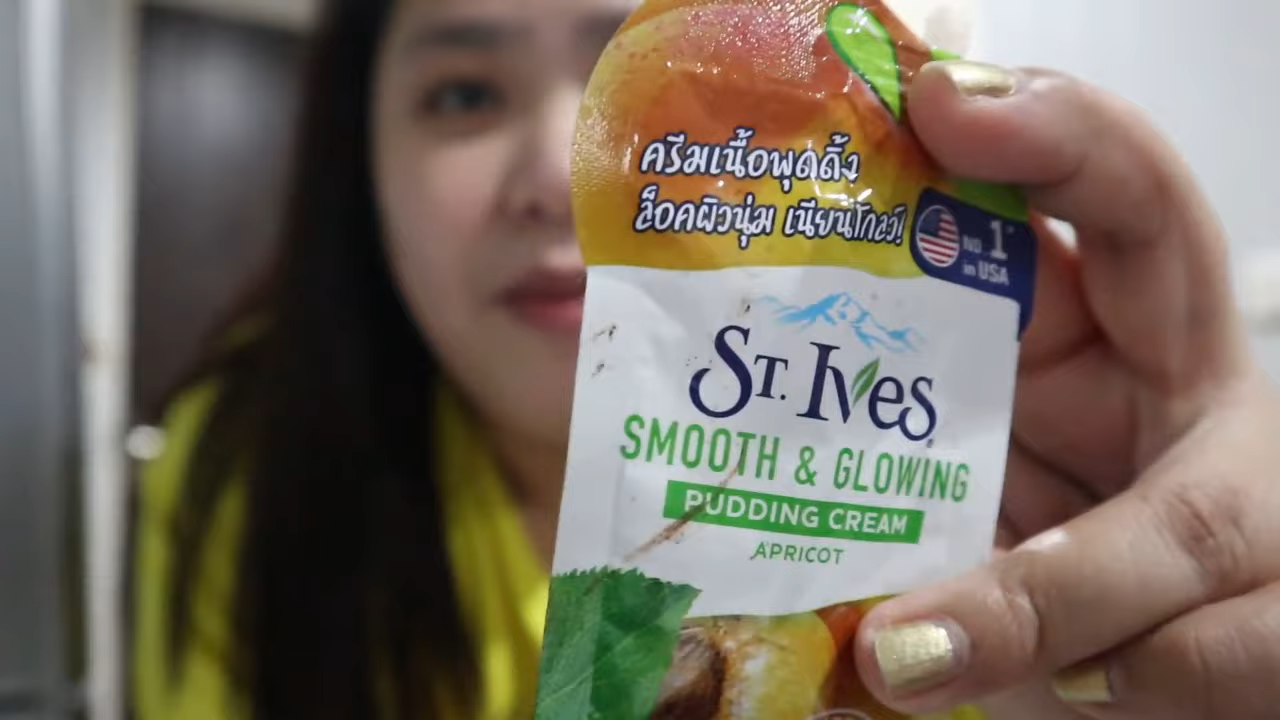 ครีมเนื้อพุดดิ้ง
ล็อคผิวนุ่ม เนียนโกลว์!
NO. 1
in USA
ST. IVES
SMOOTH & GLOWING
PUDDING CREAM
APRICOT